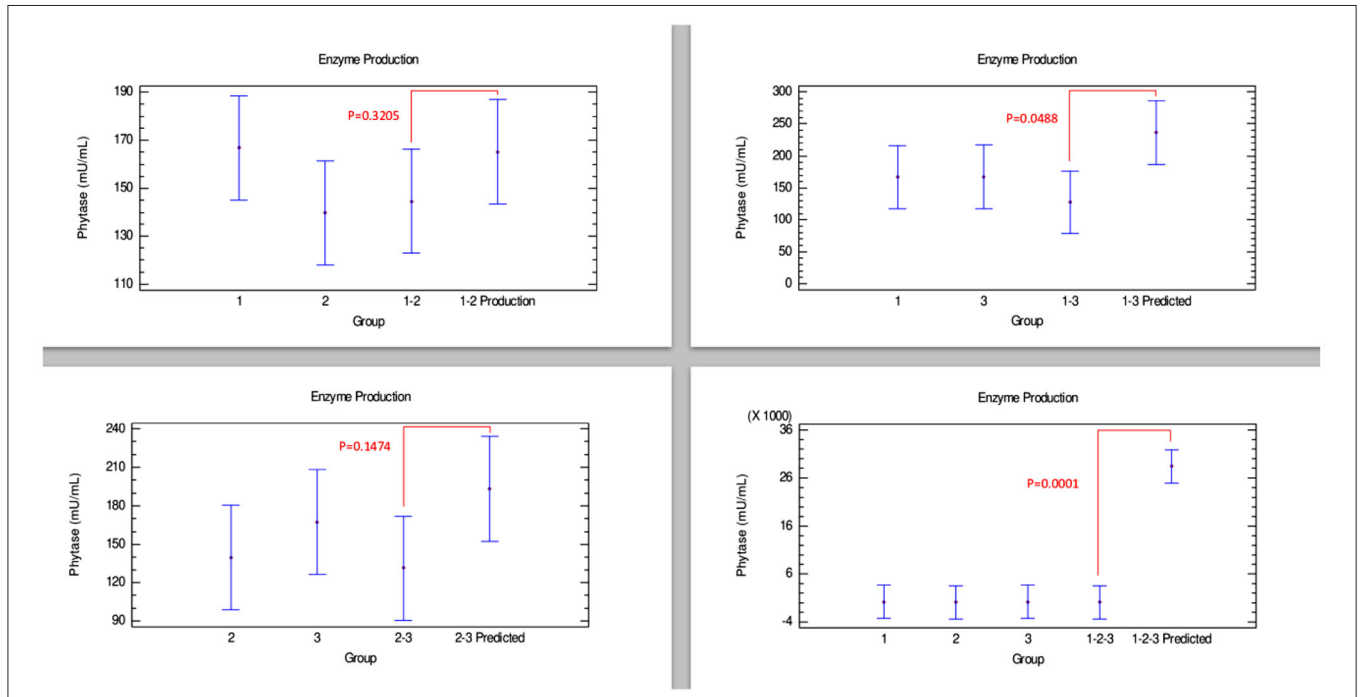 Enzyme Production
190
170
150
130
110
Phytase (mU/mL)
P=0.3205
1 2 1-2 1-2 Production
Group
Enzyme Production
300
250
200
150
100
50
0
Phytase (mU/mL)
P=0.0488
1 3 1-3 1-3 Predicted
Group
Enzyme Production
240
210
180
150
120
90
Phytase (mU/mL)
P=0.1474
2 3 2-3 2-3 Predicted
Group
Enzyme Production
(X 1000)
36
26
16
6
-4
Phytase (mU/mL)
P=0.0001
1 2 3 1-2-3 1-2-3 Predicted
Group